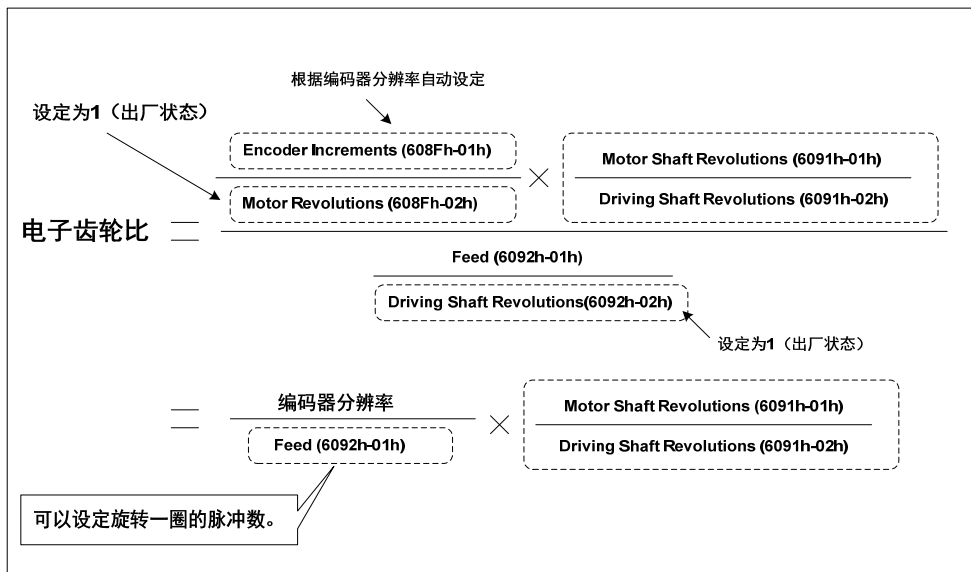 根据编码器分辨率自动设定
设定为1（出厂状态）
Encoder Increments (608Fh-01h)
Motor Revolutions (608Fh-02h)
×
Motor Shaft Revolutions (6091h-01h)
Driving Shaft Revolutions (6091h-02h)
电子齿轮比 =
Feed (6092h-01h)
Driving Shaft Revolutions(6092h-02h)
设定为1（出厂状态）
=
编码器分辨率
Feed (6092h-01h)
×
Motor Shaft Revolutions (6091h-01h)
Driving Shaft Revolutions (6091h-02h)
可以设定旋转一圈的脉冲数。